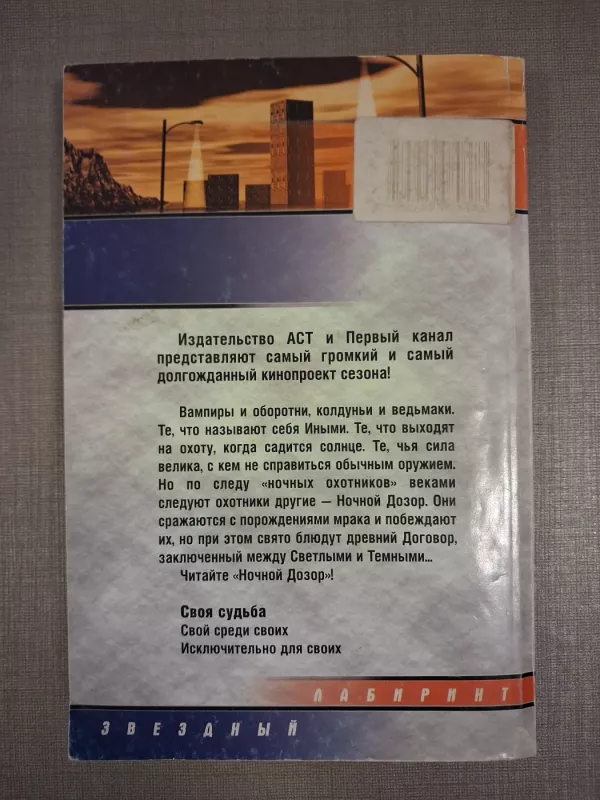 Издательство АСТ и Первый канал
представляют самый громкий и самый
долгожданный кинопроект сезона!
Вампиры и оборотни, колдуньи и ведьмаки.
Те, что называют себя Иными. Те, что выходят
на охоту, когда садится солнце. Те, чья сила
велика, с кем не справиться обычным оружием.
Но по следу «ночных охотников» веками
следуют охотники другие — Ночной Дозор. Они
сражаются с порождениями мрака и побеждают
их, но при этом свято блюдут древний Договор,
заключенный между Светлыми и Темными...
Читайте «Ночной Дозор»!
Своя судьба
Свой среди своих
Исключительно для своих
ЛАБИРИНТ
ЗВЕЗДНЫЙ